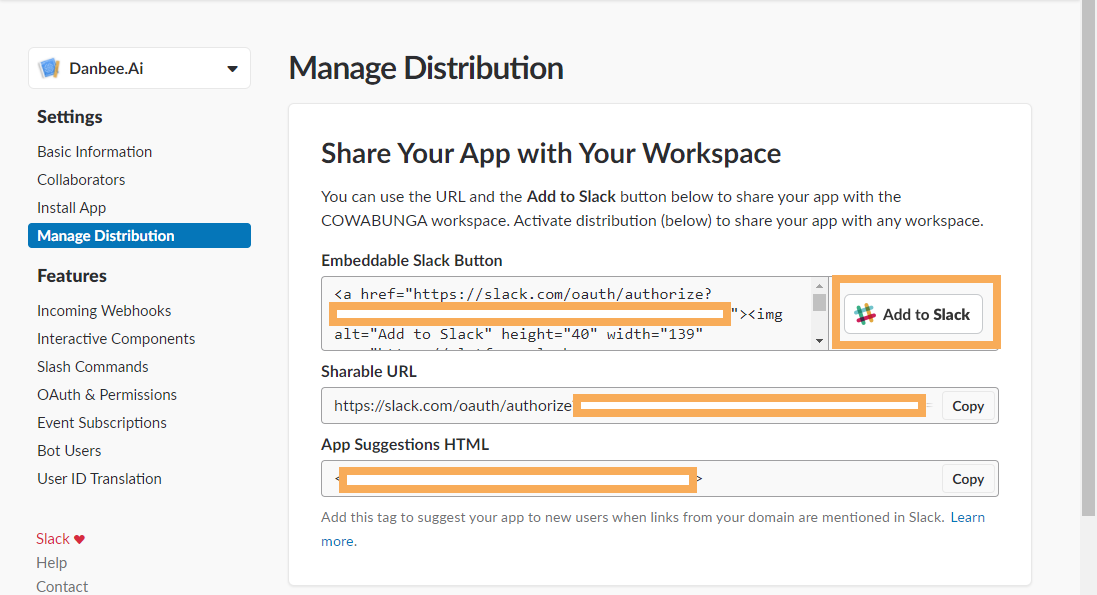 Danbee.Ai
Settings
Basic Information
Collaborators
Install App
Manage Distribution
Features
Incoming Webhooks
Interactive Components
Slash Commands
OAuth & Permissions
Event Subscriptions
Bot Users
User ID Translation
Slack
Help
Contact
Manage Distribution
Share Your App with Your Workspace
You can use the URL and the Add to Slack button below to share your app with the
COWABUNGA workspace. Activate distribution (below) to share your app with any workspace.
Embeddable Slack Button
<a href="https://slack.com/oauth/authorize?
"><img
alt="Add to Slack" height="40" width="139"
Add to Slack
Sharable URL
https://slack.com/oauth/authorize
Copy
App Suggestions HTML
< >
Copy
Add this tag to suggest your app to new users when links from your domain are mentioned in Slack. Learn
more.